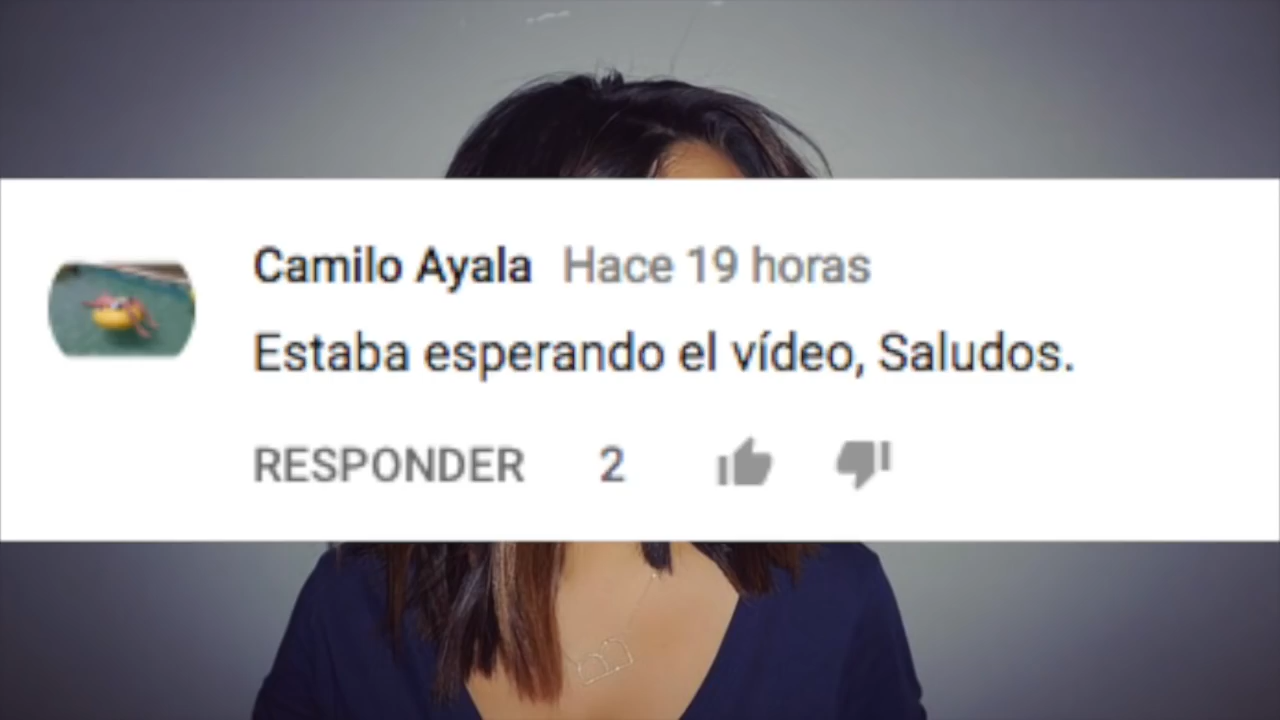 Camilo Ayala Hace 19 horas
Estaba esperando el vídeo, Saludos.
RESPONDER 2